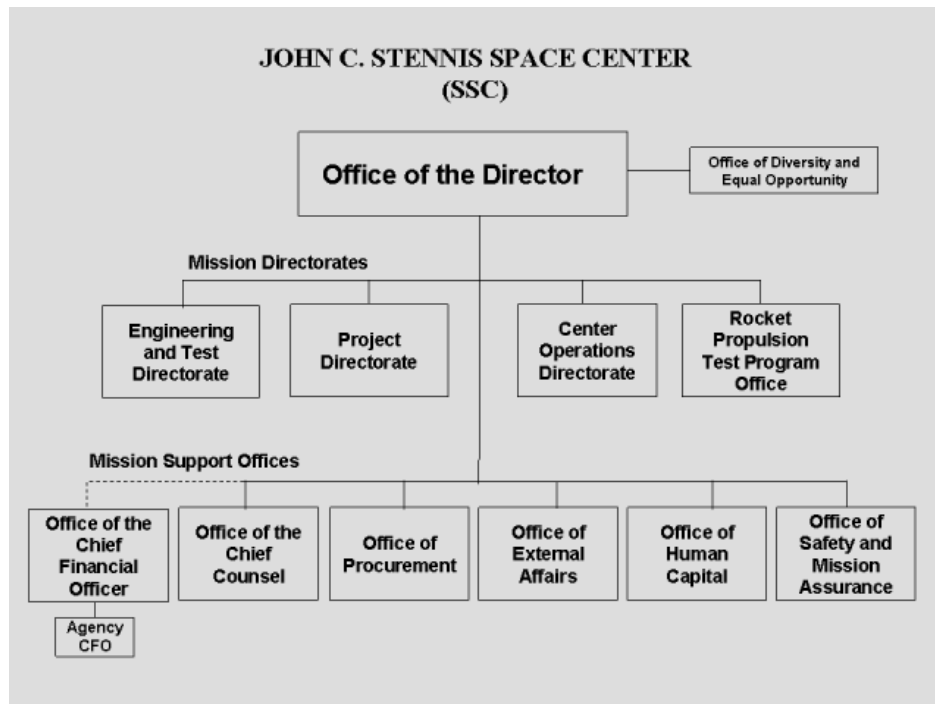 JOHN C. STENNIS SPACE CENTER
(SSC)
Office of the Director
Office of Diversity and
Equal Opportunity
Mission Directorates
Engineering
and Test
Directorate
Project
Directorate
Center
Operations
Directorate
Rocket
Propulsion
Test Program
Office
Mission Support Offices
Office of the
Chief
Financial
Officer
Office of the
Chief
Counsel
Office of
Procurement
Office of
External
Affairs
Office of
Human
Capital
Office of
Safety and
Mission
Assurance
Agency
CFO